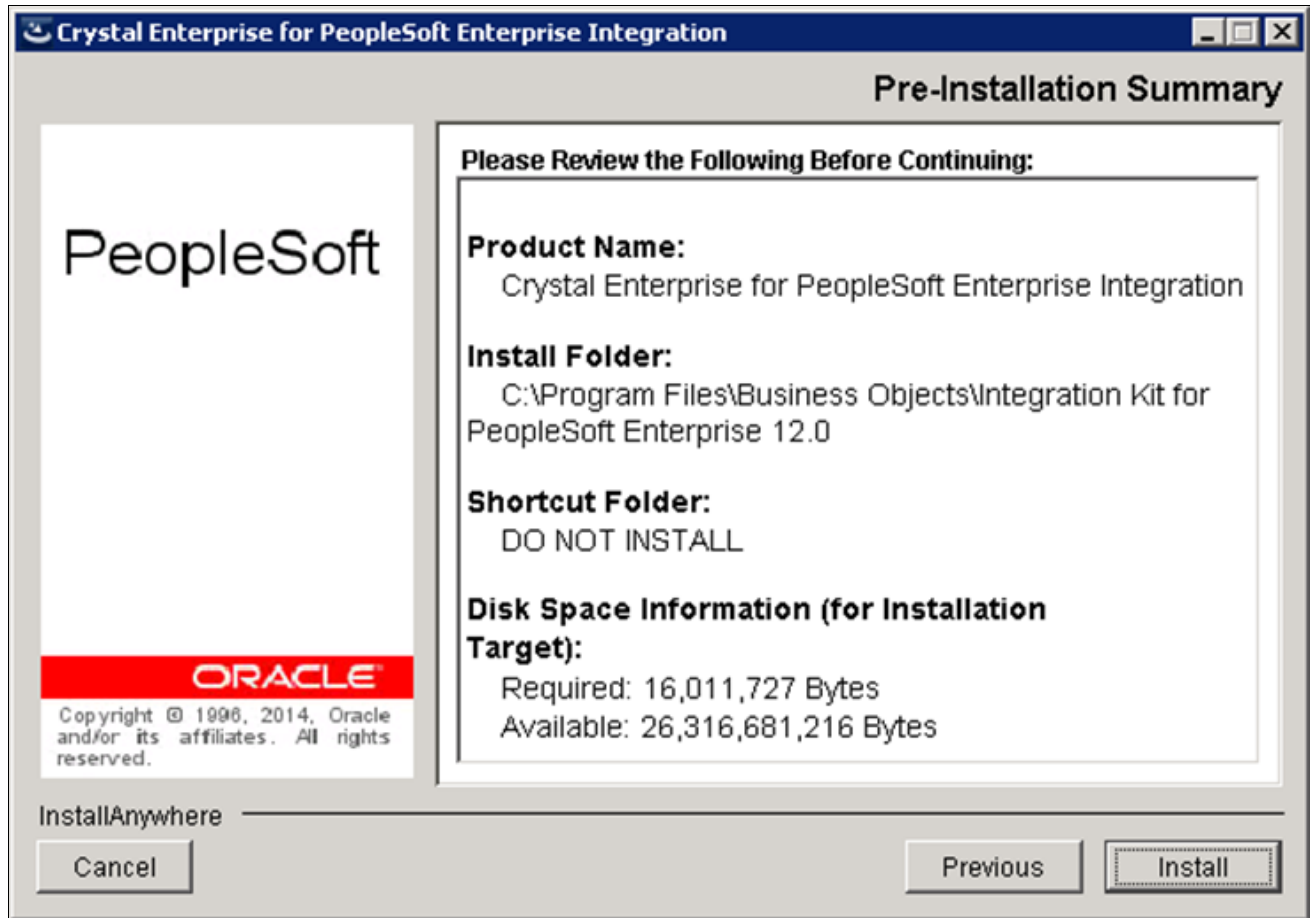 Crystal Enterprise for PeopleSoft Enterprise Integration
Pre-Installation Summary
PeopleSoft
ORACLE
Copyright © 1996, 2014, Oracle
and/or its affiliates. All rights
reserved.
Please Review the Following Before Continuing:
Product Name:
Crystal Enterprise for PeopleSoft Enterprise Integration
Install Folder:
C:\Program Files\Business Objects\Integration Kit for
PeopleSoft Enterprise 12.0
Shortcut Folder:
DO NOT INSTALL
Disk Space Information (for Installation
Target):
Required: 16,011,727 Bytes
Available: 26,316,681,216 Bytes
InstallAnywhere
Cancel
Previous
Install